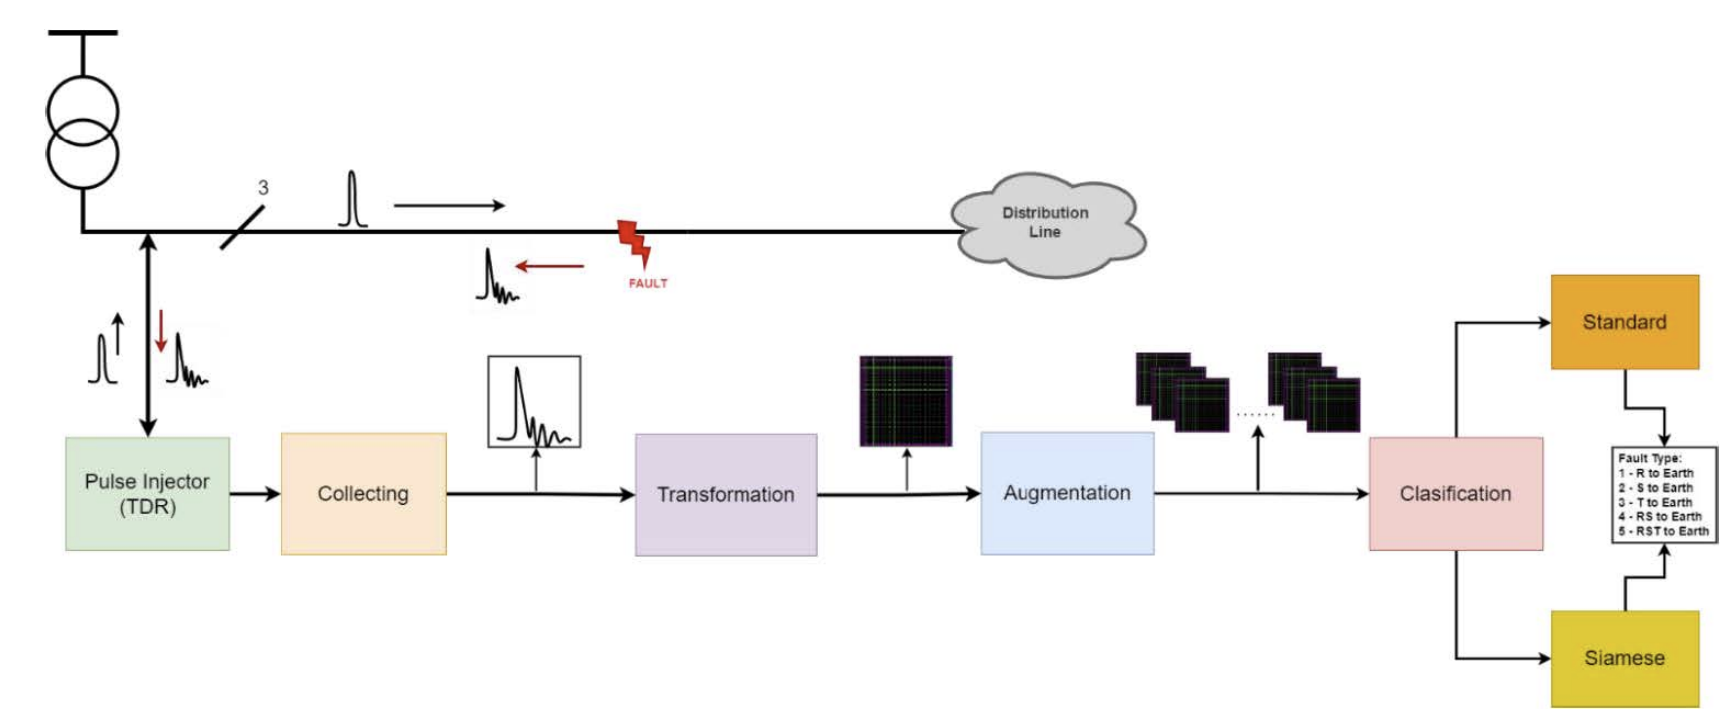 3
Distribution
Line
FAULT
Standard
Pulse Injector
(TDR)
Collecting
Transformation
Augmentation
Clasification
Fault Type:
1 - R to Earth
2 - S to Earth
3 - T to Earth
4 - RS to Earth
5 - RST to Earth
Siamese